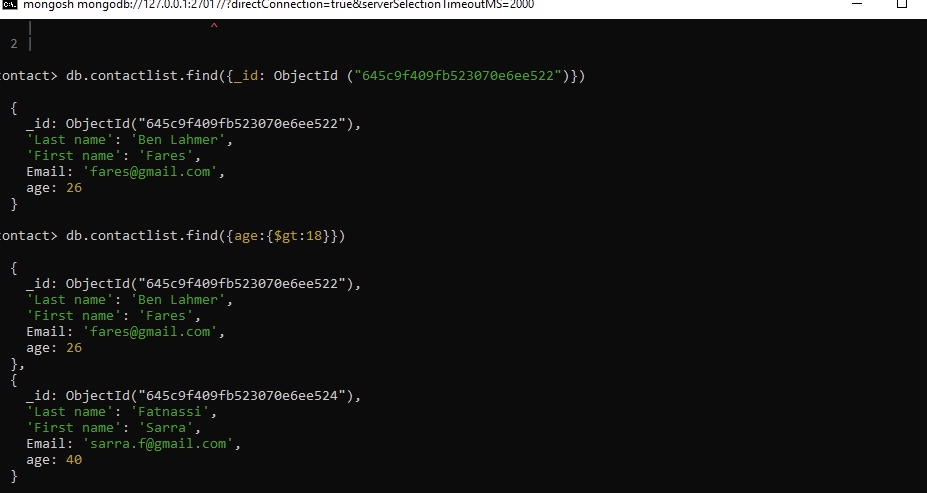 mongosh mongodb://127.0.0.1:27017/?directConnection=true&serverSelectionTimeoutMS=2000
^
2 |
ontact> db.contactlist.find({_id: ObjectId ("645c9f409fb523070e6ee522")})
{
_id: ObjectId("645c9f409fb523070e6ee522"),
'Last name': 'Ben Lahmer',
'First name': 'Fares',
Email: 'fares@gmail.com',
age: 26
}
ontact> db.contactlist.find({age:{$gt:18}})
{
_id: ObjectId("645c9f409fb523070e6ee522"),
'Last name': 'Ben Lahmer',
'First name': 'Fares',
Email: 'fares@gmail.com',
age: 26
},
{
_id: ObjectId("645c9f409fb523070e6ee524"),
'Last name': 'Fatnassi',
'First name': 'Sarra',
Email: 'sarra.f@gmail.com',
age: 40
}